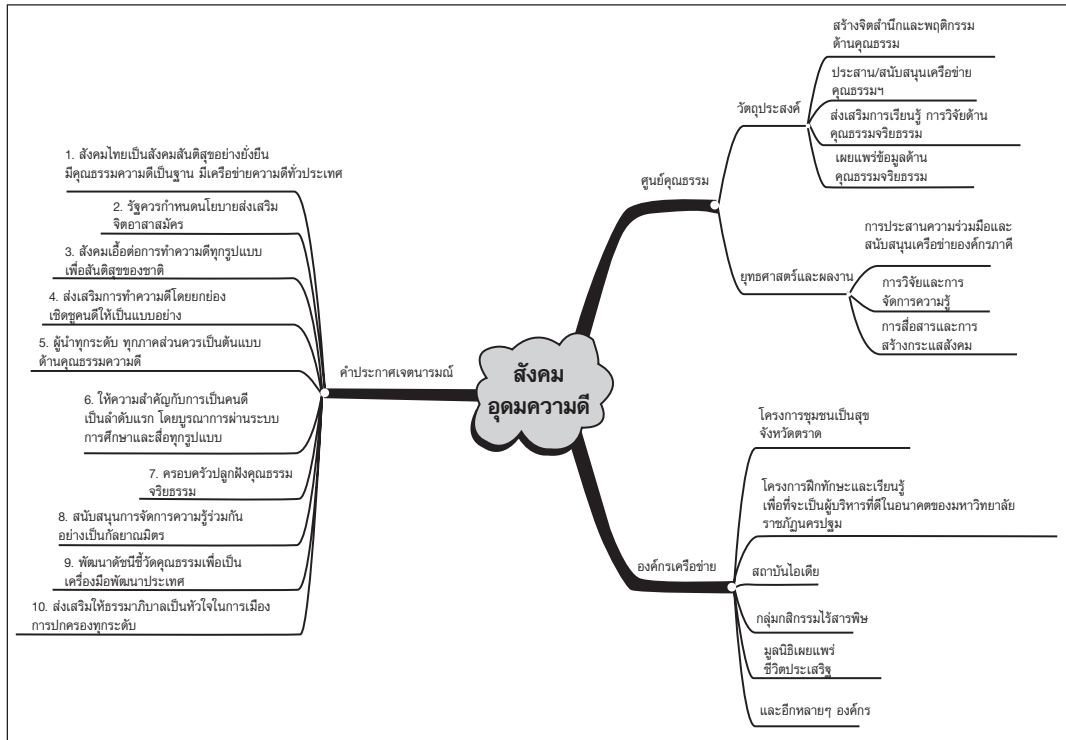 สังคม
อุดมความดี
คำประกาศเจตนารมณ์
1. สังคมไทยเป็นสังคมสันติสุขอย่างยั่งยืน
มีคุณธรรมความดีเป็นฐาน มีเครือข่ายความดีทั่วประเทศ
2. รัฐควรกำหนดนโยบายส่งเสริม
จิตอาสาสมัคร
3. สังคมเอื้อต่อการทำความดีทุกรูปแบบ
เพื่อสันติสุขของชาติ
4. ส่งเสริมการทำความดีโดยยกย่อง
เชิดชูคนดีให้เป็นแบบอย่าง
5. ผู้นำทุกระดับ ทุกภาคส่วนควรเป็นต้นแบบ
ด้านคุณธรรมความดี
6. ให้ความสำคัญกับการเป็นคนดี
เป็นลำดับแรก โดยบูรณาการผ่านระบบ
การศึกษาและสื่อทุกรูปแบบ
7. ครอบครัวปลูกฝังคุณธรรม
จริยธรรม
8. สนับสนุนการจัดการความรู้ร่วมกัน
อย่างเป็นกัลยาณมิตร
9. พัฒนาดัชนีชี้วัดคุณธรรมเพื่อเป็น
เครื่องมือพัฒนาประเทศ
10. ส่งเสริมให้ธรรมาภิบาลเป็นหัวใจในการเมือง
การปกครองทุกระดับ
ศูนย์คุณธรรม
วัตถุประสงค์
สร้างจิตสำนึกและพฤติกรรม
ด้านคุณธรรม
ประสาน/สนับสนุนเครือข่าย
คุณธรรมฯ
ส่งเสริมการเรียนรู้ การวิจัยด้าน
คุณธรรมจริยธรรม
เผยแพร่ข้อมูลด้าน
คุณธรรมจริยธรรม
ยุทธศาสตร์และผลงาน
การประสานความร่วมมือและ
สนับสนุนเครือข่ายองค์กรภาคี
การวิจัยและการ
จัดการความรู้
การสื่อสารและการ
สร้างกระแสสังคม
องค์กรเครือข่าย
โครงการชุมชนเป็นสุข
จังหวัดตราด
โครงการฝึกทักษะและเรียนรู้
เพื่อที่จะเป็นผู้บริหารที่ดีในอนาคตของมหาวิทยาลัย
ราชภัฏนครปฐม
สถาบันไอเดีย
กลุ่มกสิกรรมไร้สารพิษ
มูลนิธิเผยแพร่
ชีวิตประเสริฐ
และอีกหลายๆ องค์กร